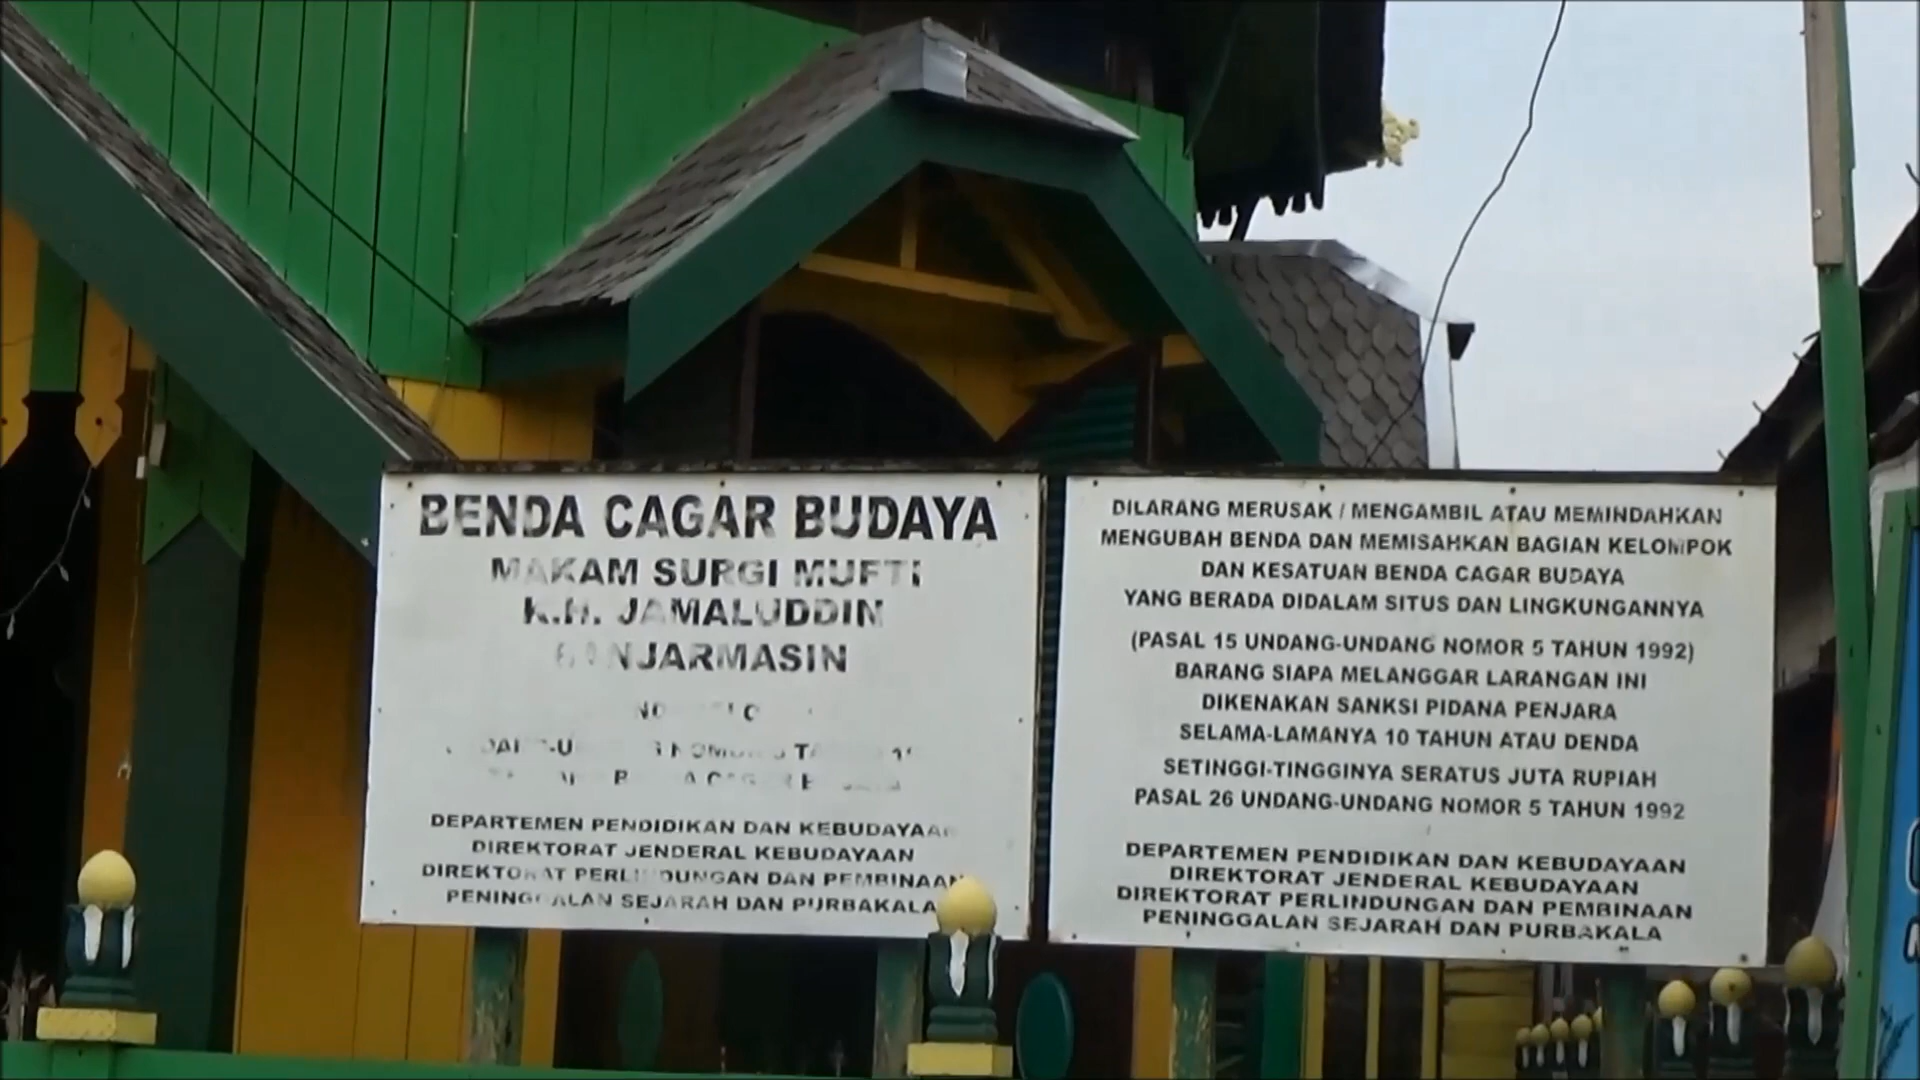 BENDA CAGAR BUDAYA
MAKAM SURGI MUFTI
K.H. JAMALUDDIN
BANJARMASIN
DEPARTEMEN PENDIDIKAN DAN KEBUDAYAAN
DIREKTORAT JENDERAL KEBUDAYAAN
DIREKTORAT PERLINDUNGAN DAN PEMBINAAN
PENINGGALAN SEJARAH DAN PURBAKALA
DILARANG MERUSAK / MENGAMBIL ATAU MEMINDAHKAN
MENGUBAH BENDA DAN MEMISAHKAN BAGIAN KELOMPOK
DAN KESATUAN BENDA CAGAR BUDAYA
YANG BERADA DIDALAM SITUS DAN LINGKUNGANNYA
(PASAL 15 UNDANG-UNDANG NOMOR 5 TAHUN 1992)
BARANG SIAPA MELANGGAR LARANGAN INI
DIKENAKAN SANKSI PIDANA PENJARA
SELAMA-LAMANYA 10 TAHUN ATAU DENDA
SETINGGI-TINGGINYA SERATUS JUTA RUPIAH
PASAL 26 UNDANG-UNDANG NOMOR 5 TAHUN 1992
DEPARTEMEN PENDIDIKAN DAN KEBUDAYAAN
DIREKTORAT JENDERAL KEBUDAYAAN
DIREKTORAT PERLINDUNGAN DAN PEMBINAAN
PENINGGALAN SEJARAH DAN PURBAKALA